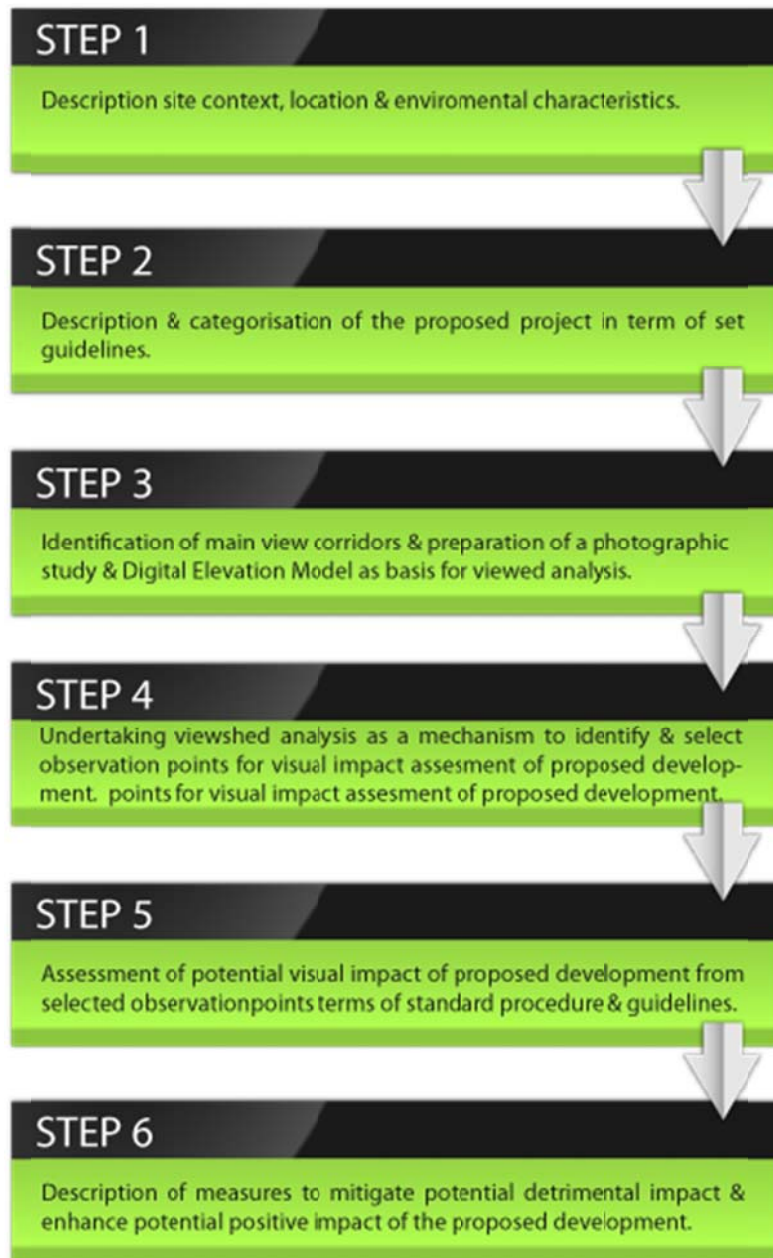 STEP 1
Description site context, location & enviromental characteristics.
STEP 2
Description & categorisation of the proposed project in term of set
guidelines.
STEP 3
Identification of main view corridors & preparation of a photographic
study & Digital Elevation Model as basis for viewed analysis.
STEP 4
Undertaking viewshed analysis as a mechanism to identify & select
observation points for visual impact assesment of proposed develop-
ment. points for visual impact assesment of proposed development.
STEP 5
Assessment of potential visual impact of proposed development from
selected observationpoints terms of standard procedure & guidelines.
STEP 6
Description of measures to mitigate potential detrimental impact &
enhance potential positive impact of the proposed development.